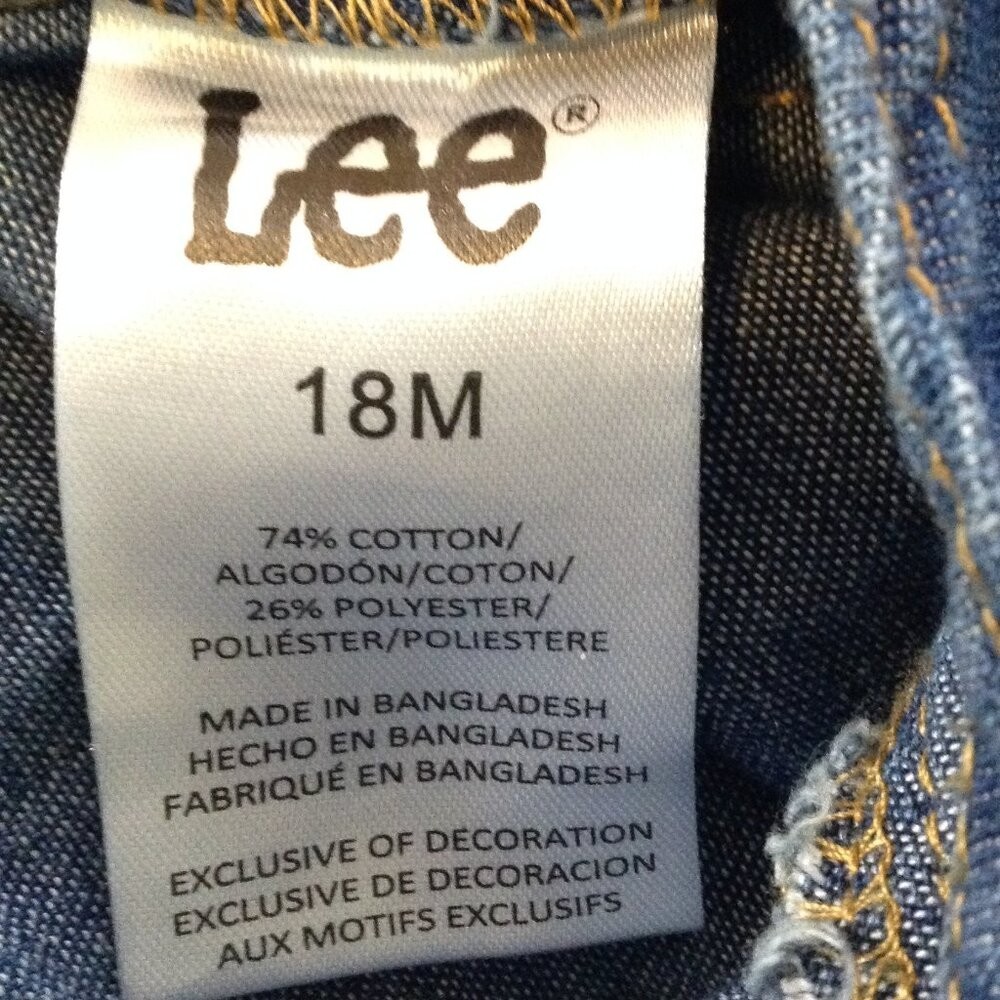 Lee®
18M
74% COTTON/
ALGODÓN/COTON/
26% POLYESTER/
POLIÉSTER/POLIESTERE
MADE IN BANGLADESH
HECHO EN BANGLADESH
FABRIQUÉ EN BANGLADESH
EXCLUSIVE OF DECORATION
EXCLUSIVE DE DECORACION
AUX MOTIFS EXCLUSIFS